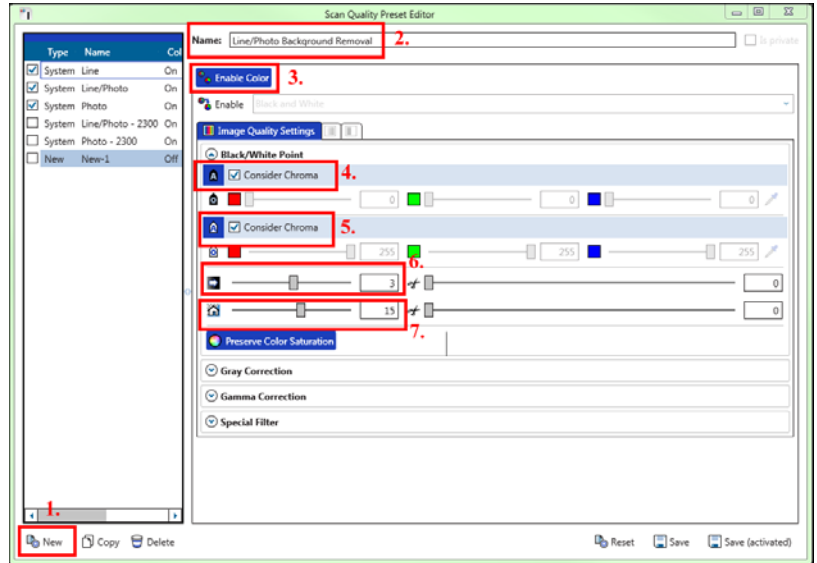 Scan Quality Preset Editor
Name: Line/Photo Background Removal 2. Is private
Type Name Col
System Line On
System Line/Photo On
System Photo On
System Line/Photo - 2300 On
System Photo - 2300 On
New New-1 Off
Enable Color 3.
Enable Black and White
Image Quality Settings
Black/White Point
A Consider Chroma 4.
0 0 0
A Consider Chroma 5.
255 255 255
6.
3 0
15 0
7.
Preserve Color Saturation
Gray Correction
Gamma Correction
Special Filter
1.
New Copy Delete Reset Save Save (activated)